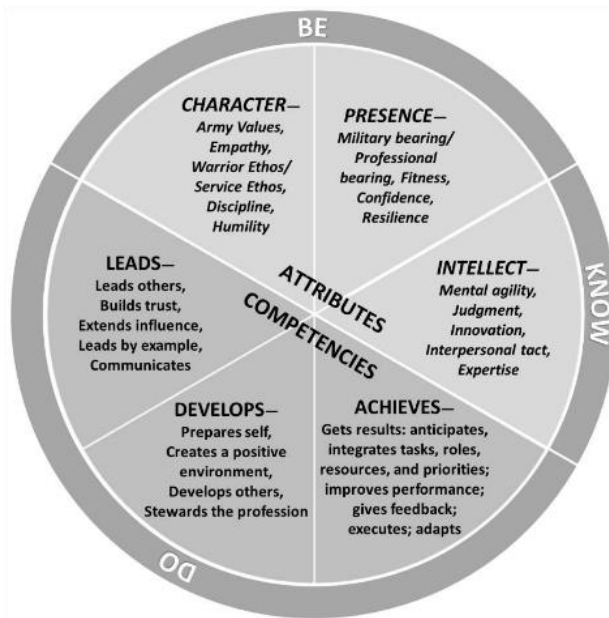 BE
CHARACTER—
Army Values,
Empathy,
Warrior Ethos/
Service Ethos,
Discipline,
Humility
PRESENCE—
Military bearing/
Professional
bearing, Fitness,
Confidence,
Resilience
KNOW
INTELLECT—
Mental agility,
Judgment,
Innovation,
Interpersonal tact,
Expertise
LEADS—
Leads others,
Builds trust,
Extends influence,
Leads by example,
Communicates
ATTRIBUTES
COMPETENCIES
DEVELOPS—
Prepares self,
Creates a positive
environment,
Develops others,
Stewards the profession
ACHIEVES—
Gets results: anticipates,
integrates tasks, roles,
resources, and priorities;
improves performance;
gives feedback;
executes; adapts
DO